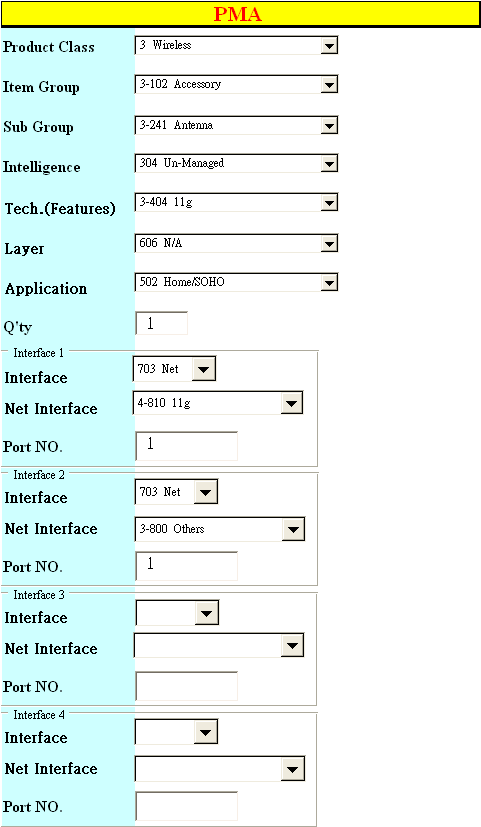 PMA
Product Class 3 Wireless
Item Group 3-102 Accessory
Sub Group 3-241 Antenna
Intelligence 304 Un-Managed
Tech.(Features) 3-404 11g
Layer 606 N/A
Application 502 Home/SOHO
Q'ty 1
Interface 1
Interface 703 Net
Net Interface 4-810 11g
Port NO. 1
Interface 2
Interface 703 Net
Net Interface 3-800 Others
Port NO. 1
Interface 3
Interface
Net Interface
Port NO.
Interface 4
Interface
Net Interface
Port NO.